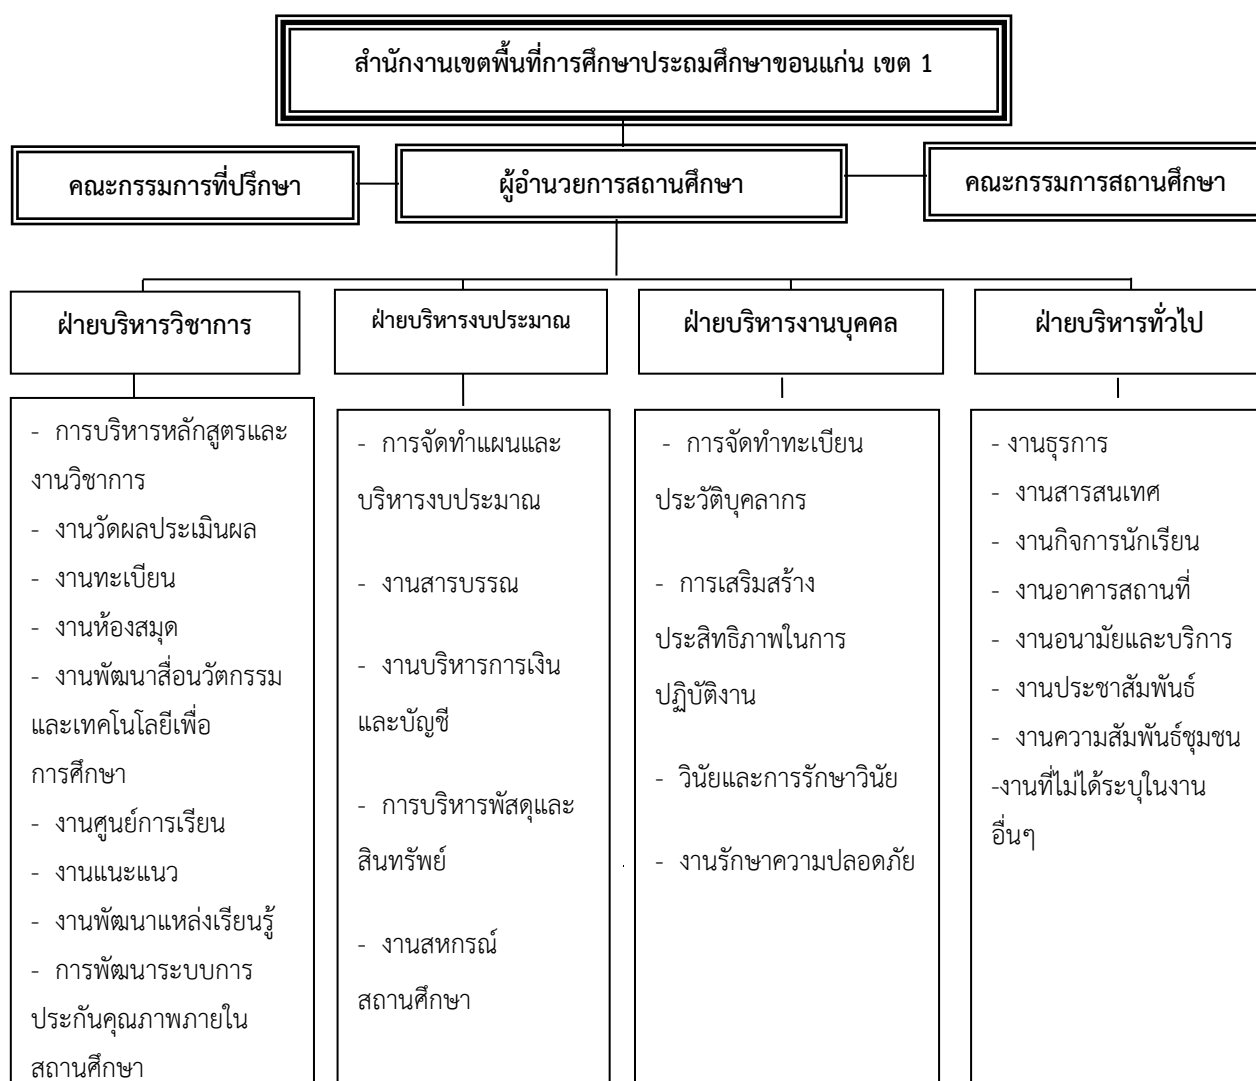 สำนักงานเขตพื้นที่การศึกษาประถมศึกษาขอนแก่น เขต 1
คณะกรรมการที่ปรึกษา
ผู้อำนวยการสถานศึกษา
คณะกรรมการสถานศึกษา
ฝ่ายบริหารวิชาการ
ฝ่ายบริหารงบประมาณ
ฝ่ายบริหารงานบุคคล
ฝ่ายบริหารทั่วไป
- การบริหารหลักสูตรและ
งานวิชาการ
- งานวัดผลประเมินผล
- งานทะเบียน
- งานห้องสมุด
- งานพัฒนาสื่อนวัตกรรม
และเทคโนโลยีเพื่อ
การศึกษา
- งานศูนย์การเรียน
- งานแนะแนว
- งานพัฒนาแหล่งเรียนรู้
- การพัฒนาระบบการ
ประกันคุณภาพภายใน
สถานศึกษา
- การจัดทำแผนและ
บริหารงบประมาณ
- งานสารบรรณ
- งานบริหารการเงิน
และบัญชี
- การบริหารพัสดุและ
สินทรัพย์
- งานสหกรณ์
สถานศึกษา
- การจัดทำทะเบียน
ประวัติบุคลากร
- การเสริมสร้าง
ประสิทธิภาพในการ
ปฏิบัติงาน
- วินัยและการรักษาวินัย
- งานรักษาความปลอดภัย
- งานธุรการ
- งานสารสนเทศ
- งานกิจการนักเรียน
- งานอาคารสถานที่
- งานอนามัยและบริการ
- งานประชาสัมพันธ์
- งานความสัมพันธ์ชุมชน
-งานที่ไม่ได้ระบุในงาน
อื่นๆ